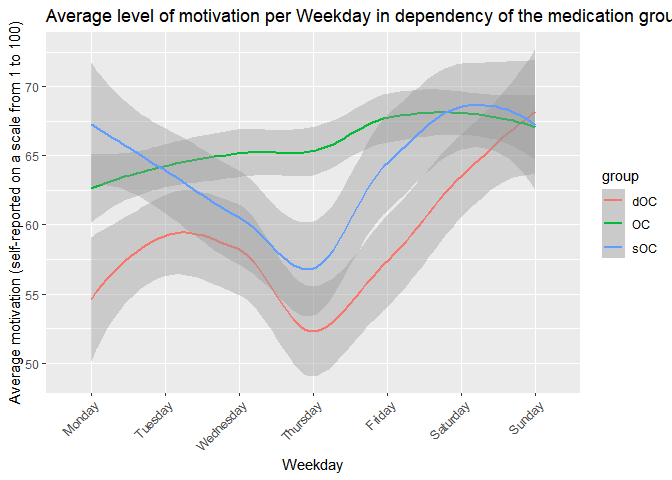 Average level of motivation per Weekday in dependency of the medication grou
Average motivation (self-reported on a scale from 1 to 100)
70
65
60
55
50
Monday
Tuesday
Wednesday
Thursday
Friday
Saturday
Sunday
Weekday
group
dOC
OC
sOC